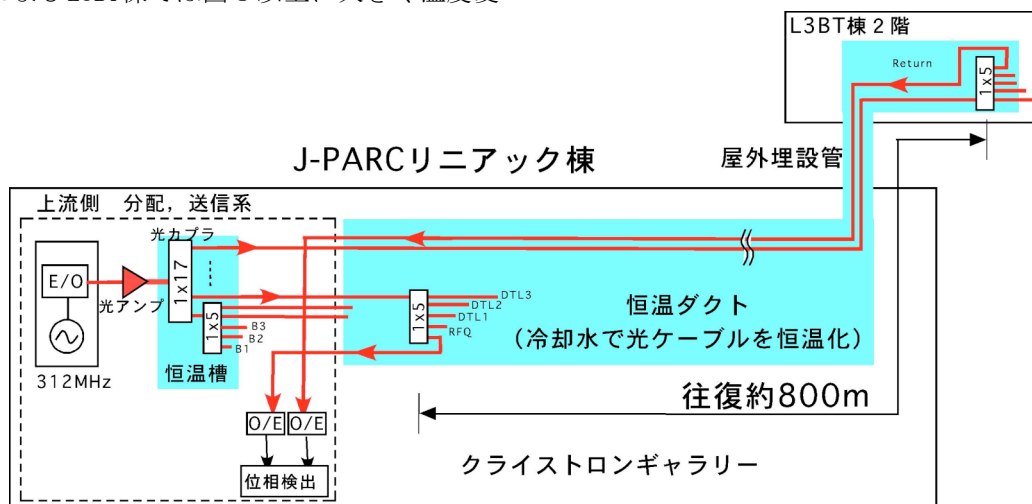 L3BT棟2階
Return
1x5
J-PARCリニアック棟
屋外埋設管
上流側 分配，送信系
光カプラ
E/O
光アンプ
1x17
312MHz
1x5
B3
B2
B1
恒温槽
1x5
DTL3
DTL2
DTL1
RFQ
恒温ダクト
（冷却水で光ケーブルを恒温化）
往復約800m
O/E
O/E
位相検出
クライストロンギャラリー